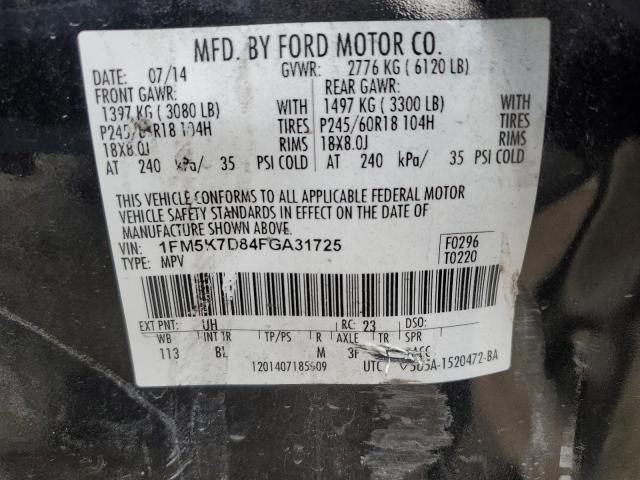 MFD. BY FORD MOTOR CO.
DATE: 07/14 GVWR: 2776 KG ( 6120 LB)
FRONT GAWR: REAR GAWR:
1397 KG ( 3080 LB) WITH 1497 KG ( 3300 LB) WITH
R18 104H TIRES P245/60R18 104H TIRES
18X8.0J RIMS 18X8.0J RIMS
AT 240 kPa/ 35 PSI COLD AT 240 kPa/ 35 PSI COLD
THIS VEHICLE CONFORMS TO ALL APPLICABLE FEDERAL MOTOR
VEHICLE SAFETY STANDARDS IN EFFECT ON THE DATE OF
MANUFACTURE SHOWN ABOVE.
VIN: 1FM5K7D84FGA31725 F0296
TYPE: MPV T0220
EXT PNT: UH RC: 23 DSO:
WB INT TR TP/PS R AXLE TR SPR
113 M
UTC